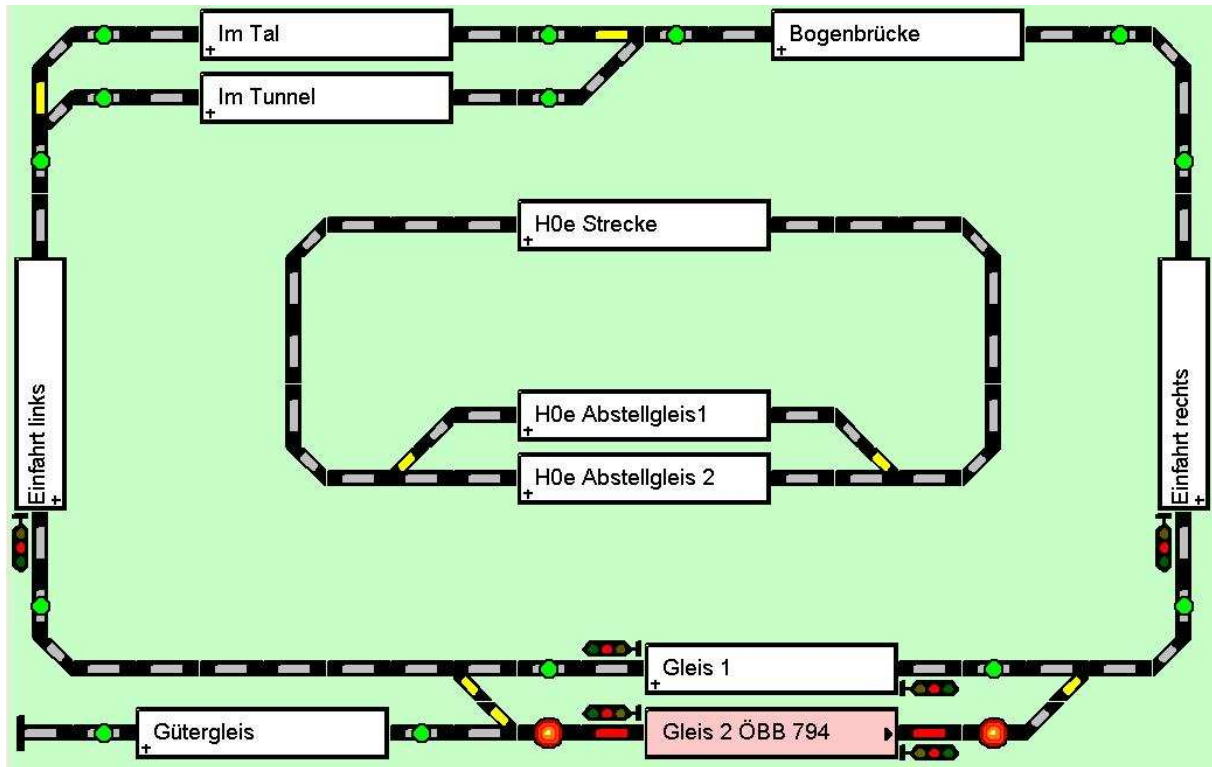 Im Tal
Bogenbrücke
Im Tunnel
H0e Strecke
Einfahrt links
Einfahrt rechts
H0e Abstellgleis1
H0e Abstellgleis 2
Gleis 1
Gütergleis
Gleis 2 ÖBB 794